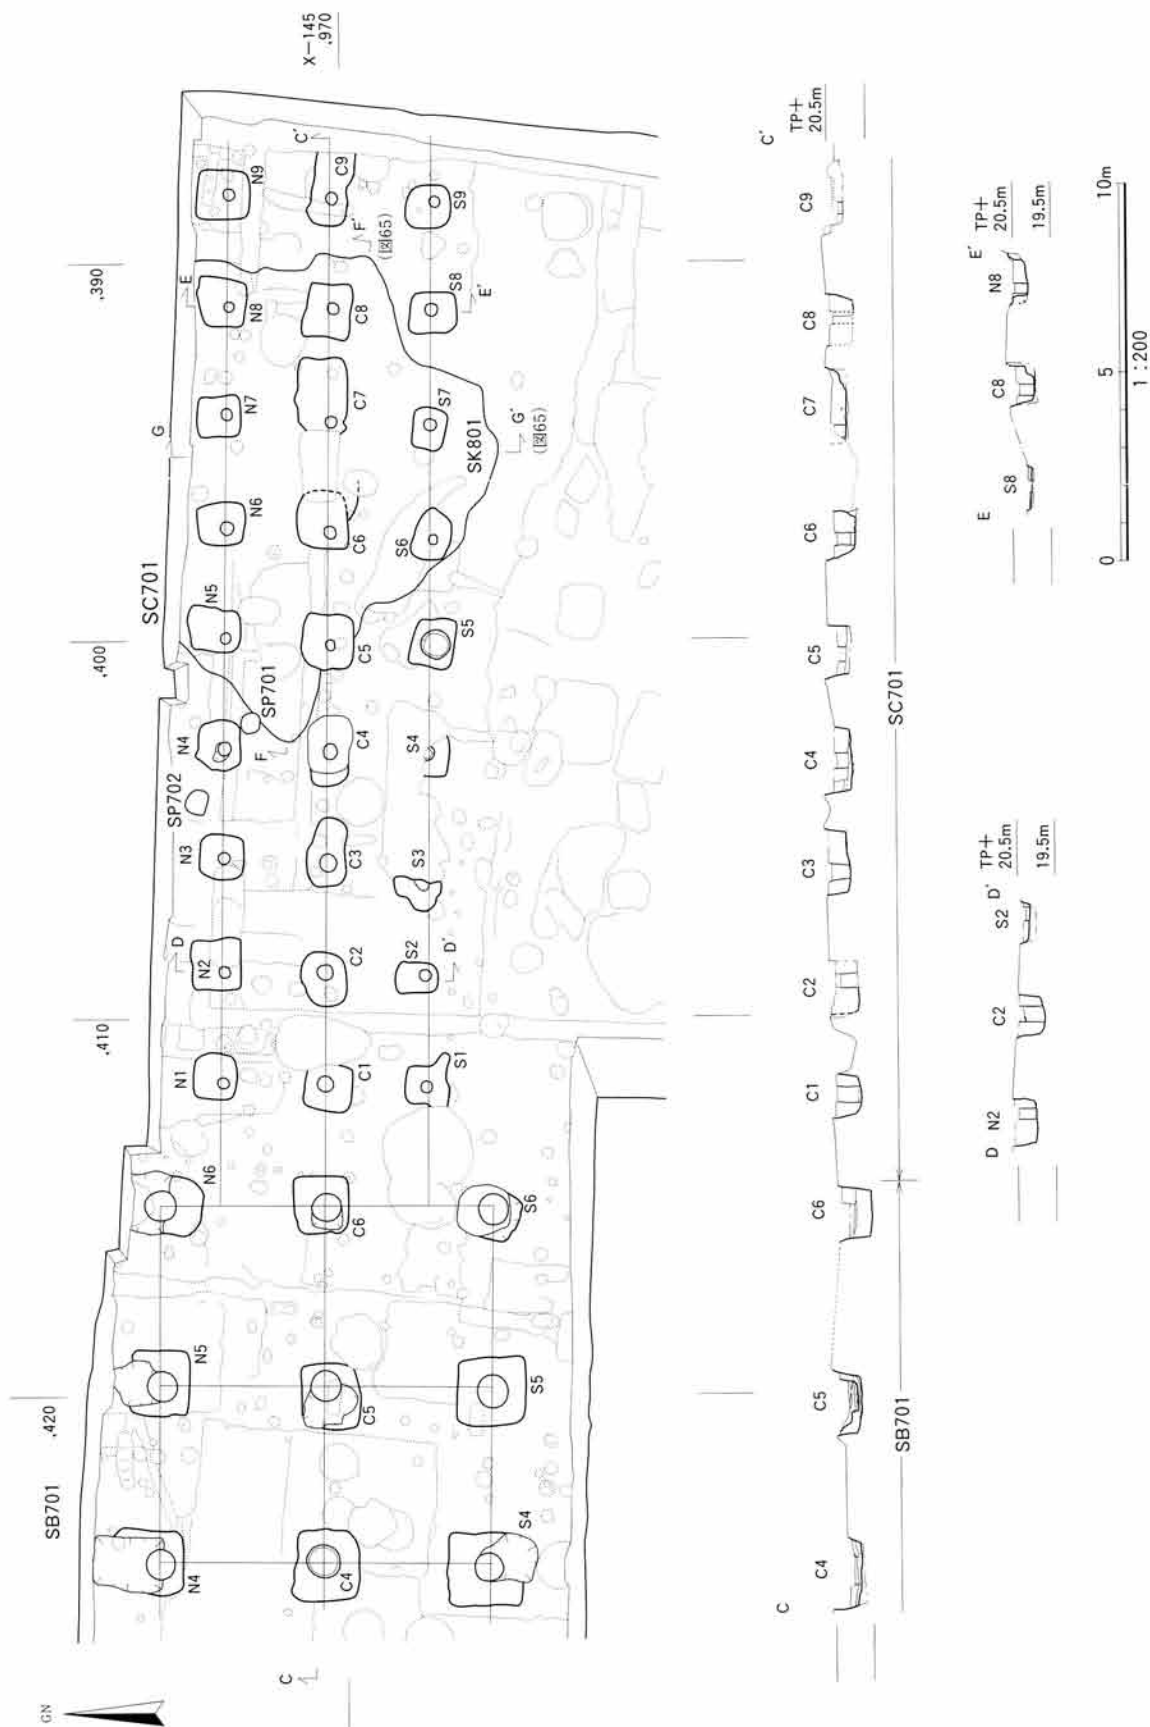 X-145
.970
.390
.400
.410
.420
SC701
SB701
G
E
N9
N8
N7
N6
N5
N4
N3
N2
N1
D
SP701
SP702
F
C'
C9
F'
(図65)
C8
C7
C6
C5
C4
C3
C2
C1
S9
S8
E'
S7
SK801
G'
(図65)
S6
S5
S4
S3
S2
D'
S1
N6
C6
S6
N5
C5
S5
N4
C4
S4
C
GN
C'
TP+
20.5m
C9
C8
C7
C6
C5
C4
C3
C2
C1
C6
C5
C4
C
SC701
SB701
E'
TP+
20.5m
19.5m
N8
C8
S8
E
D'
TP+
20.5m
19.5m
S2
C2
N2
D
0
5
10m
1:200